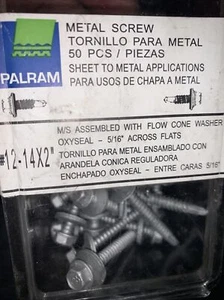 PALRAM
METAL SCREW
TORNILLO PARA METAL
50 PCS / PIEZAS
SHEET TO METAL APPLICATIONS
PARA USOS DE CHAPA A METAL
M/S ASSEMBLED WITH FLOW CONE WASHER
OXYSEAL – 5/16" ACROSS FLATS
#12-14X2"
TORNILLO PARA METAL ENSAMBLADO CON
ARANDELA CONICA REGULADORA
ENCHAPADO OXYSEAL – ENTRE CARAS 5/16"